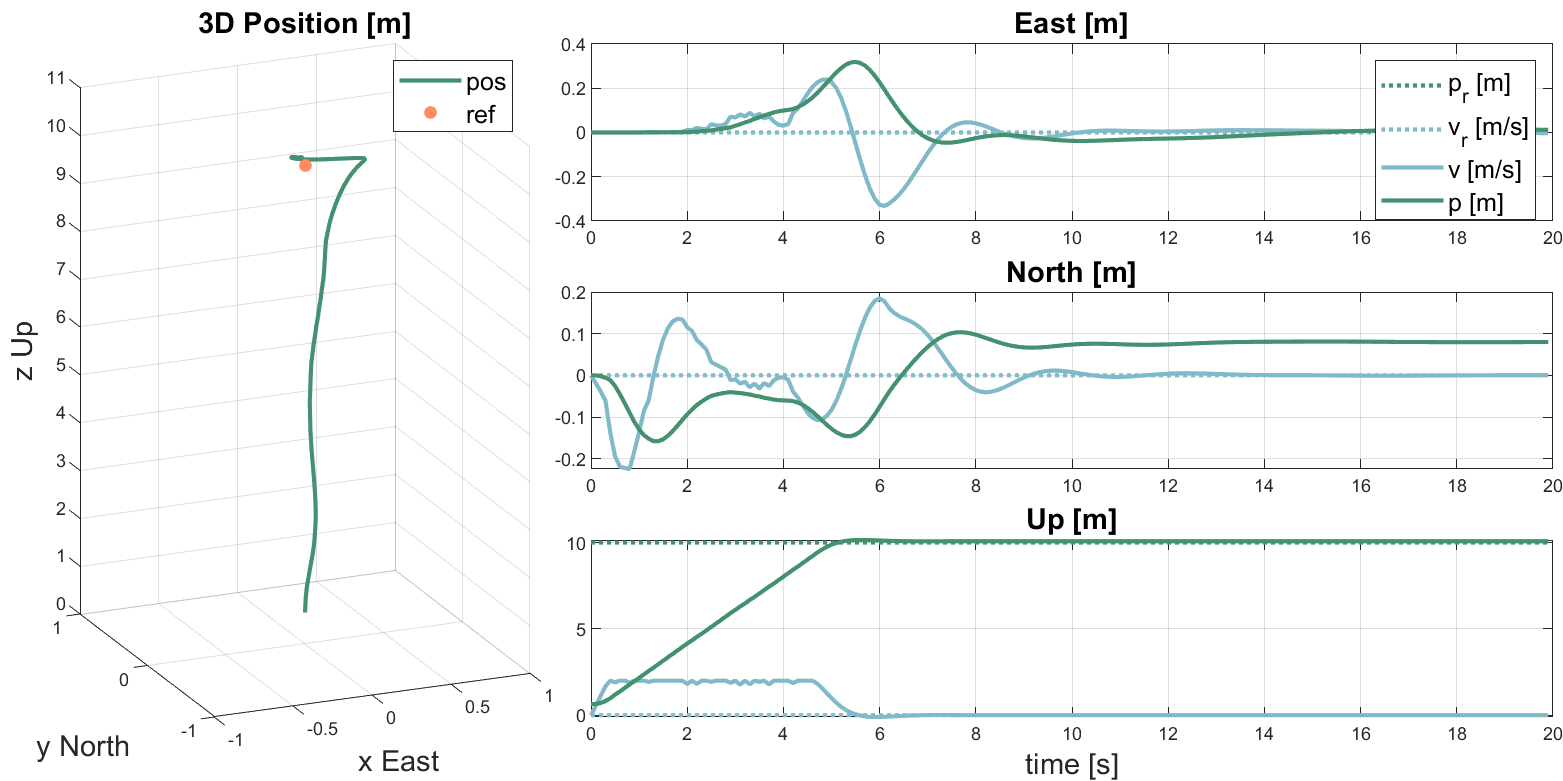 3D Position [m]
pos
ref
11
10
9
8
7
6
5
4
3
2
1
0
z Up
1
0
-1
y North
-1
-0.5
0
0.5
1
x East
East [m]
0.4
0.2
0
-0.2
-0.4
0 2 4 6 8 10 12 14 16 18 20
p_r [m]
v_r [m/s]
v [m/s]
p [m]
North [m]
0.2
0.1
0
-0.1
-0.2
0 2 4 6 8 10 12 14 16 18 20
Up [m]
10
5
0
0 2 4 6 8 10 12 14 16 18 20
time [s]